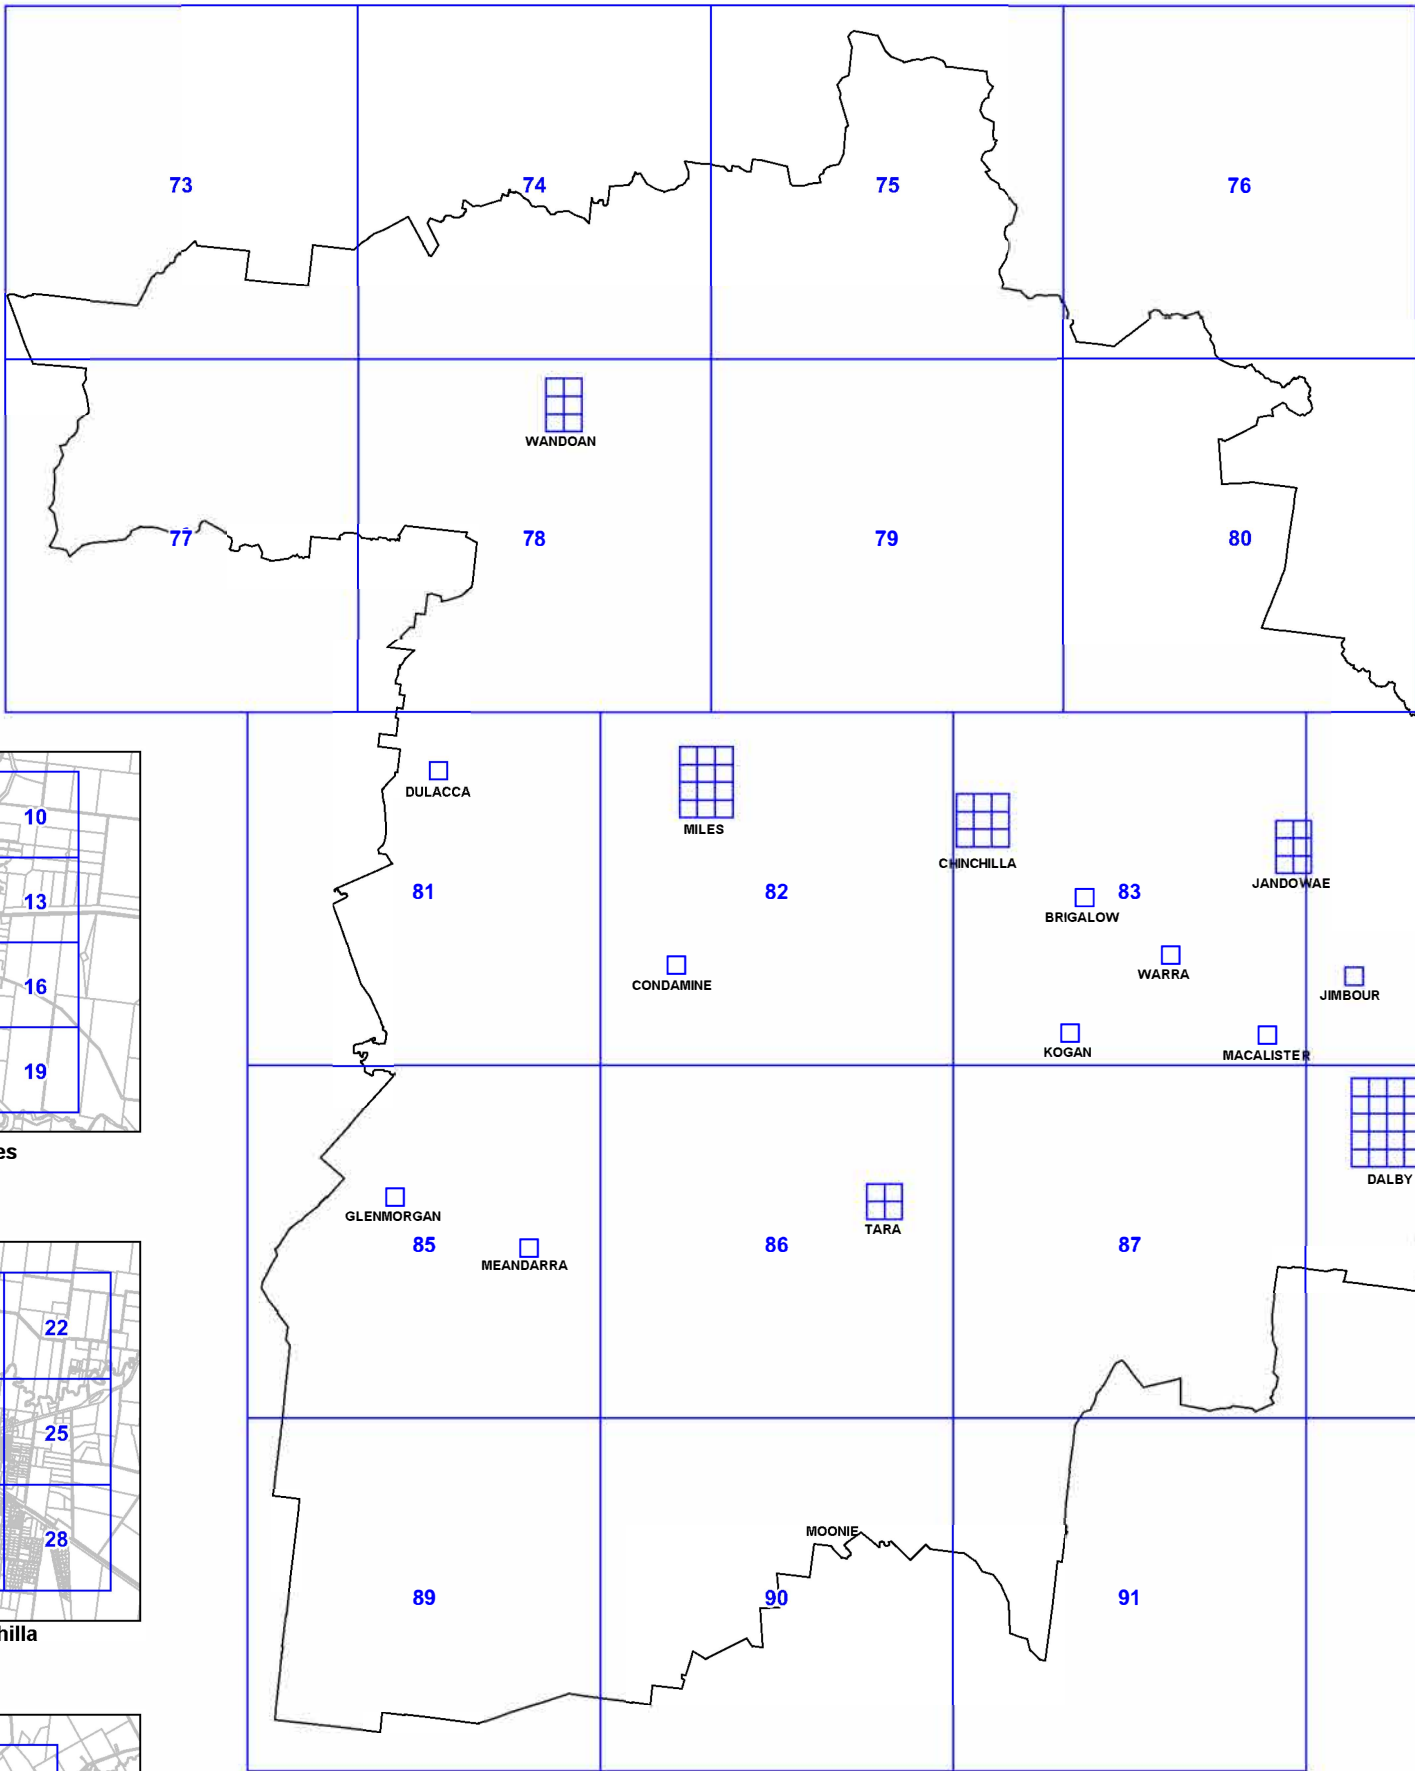 73
74
75
76
WANDOAN
77
78
79
80
DULACCA
MILES
CHINCHILLA
JANDOWAE
81
82
83
BRIGALOW
WARRA
CONDAMINE
JIMBOUR
KOGAN
MACALISTER
10
13
16
19
es
DALBY
GLENMORGAN
TARA
85
86
87
MEANDARRA
22
25
28
hilla
MOONIE
89
90
91